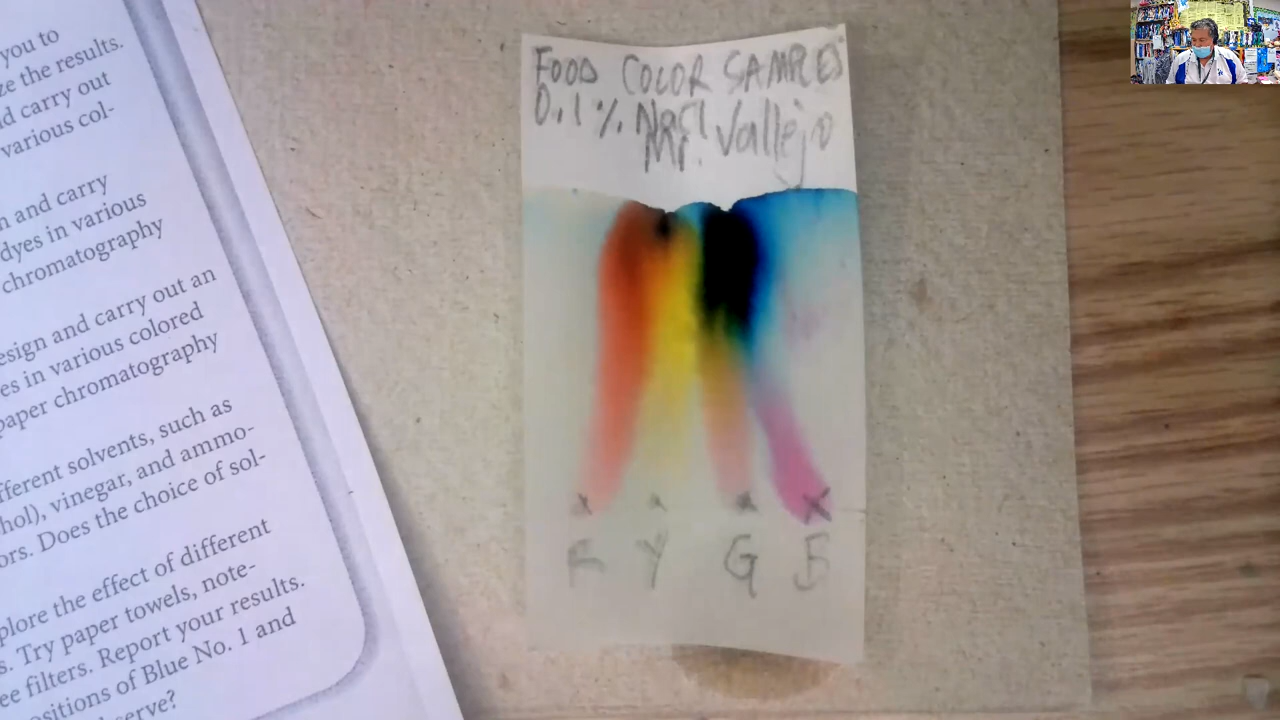 you to
ze the results.
d carry out
various col-
n and carry
dyes in various
chromatography
esign and carry out an
es in various colored
paper chromatography
fferent solvents, such as
hol), vinegar, and ammo-
ors. Does the choice of sol-
plore the effect of different
s. Try paper towels, note-
ee filters. Report your results.
ositions of Blue No. 1 and
serve?
FOOD COLOR SAMPLES
0.1% NaCl
Mr. Vallejo
x x x x
R Y G B